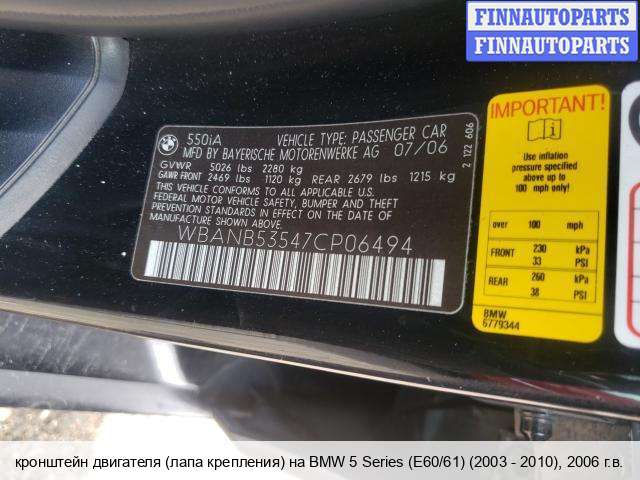 FINNAUTOPARTS
FINNAUTOPARTS
550iA VEHICLE TYPE: PASSENGER CAR
MFD BY BAYERISCHE MOTORENWERKE AG 07/06
GVWR 5026 lbs 2280 kg
GAWR FRONT 2469 lbs 1120 kg REAR 2679 lbs 1215 kg
THIS VEHICLE CONFORMS TO ALL APPLICABLE U.S.
FEDERAL MOTOR VEHICLE SAFETY, BUMPER AND THEFT
PREVENTION STANDARDS IN EFFECT ON THE DATE OF
MANUFACTURE SHOWN ABOVE.
WBANB53547CP06494
2 122 606
IMPORTANT!
Use inflation
pressure specified
above up to
100 mph only!
over 100 mph
FRONT 230 kPa
33 PSI
REAR 260 kPa
38 PSI
BMW
6779344
кронштейн двигателя (лапа крепления) на BMW 5 Series (E60/61) (2003 - 2010), 2006 г.в.